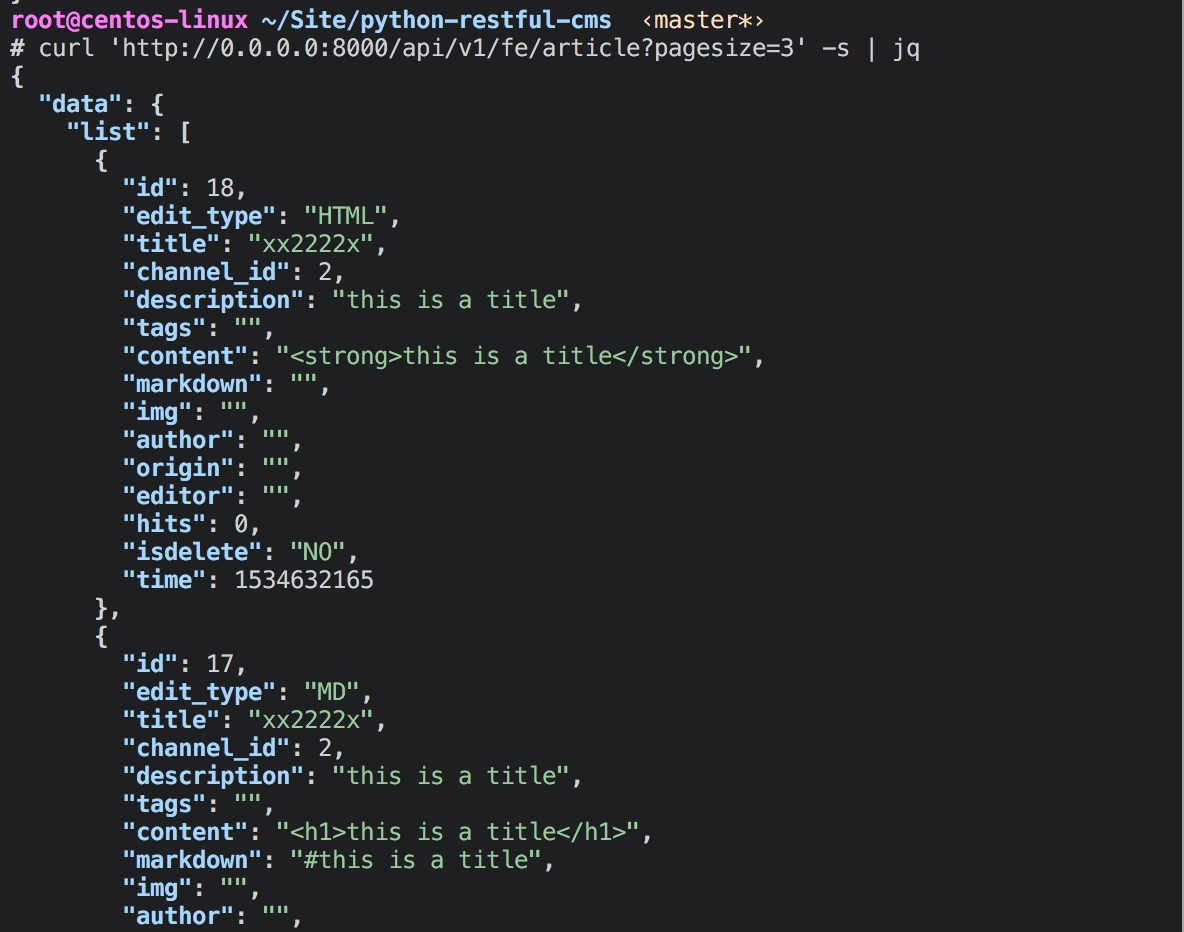 }
root@centos-linux ~/Site/python-restful-cms  ‹master*›
# curl 'http://0.0.0.0:8000/api/v1/fe/article?pagesize=3' -s | jq
{
  "data": {
    "list": [
      {
        "id": 18,
        "edit_type": "HTML",
        "title": "xx2222x",
        "channel_id": 2,
        "description": "this is a title",
        "tags": "",
        "content": "<strong>this is a title</strong>",
        "markdown": "",
        "img": "",
        "author": "",
        "origin": "",
        "editor": "",
        "hits": 0,
        "isdelete": "NO",
        "time": 1534632165
      },
      {
        "id": 17,
        "edit_type": "MD",
        "title": "xx2222x",
        "channel_id": 2,
        "description": "this is a title",
        "tags": "",
        "content": "<h1>this is a title</h1>",
        "markdown": "#this is a title",
        "img": "",
        "author": "",